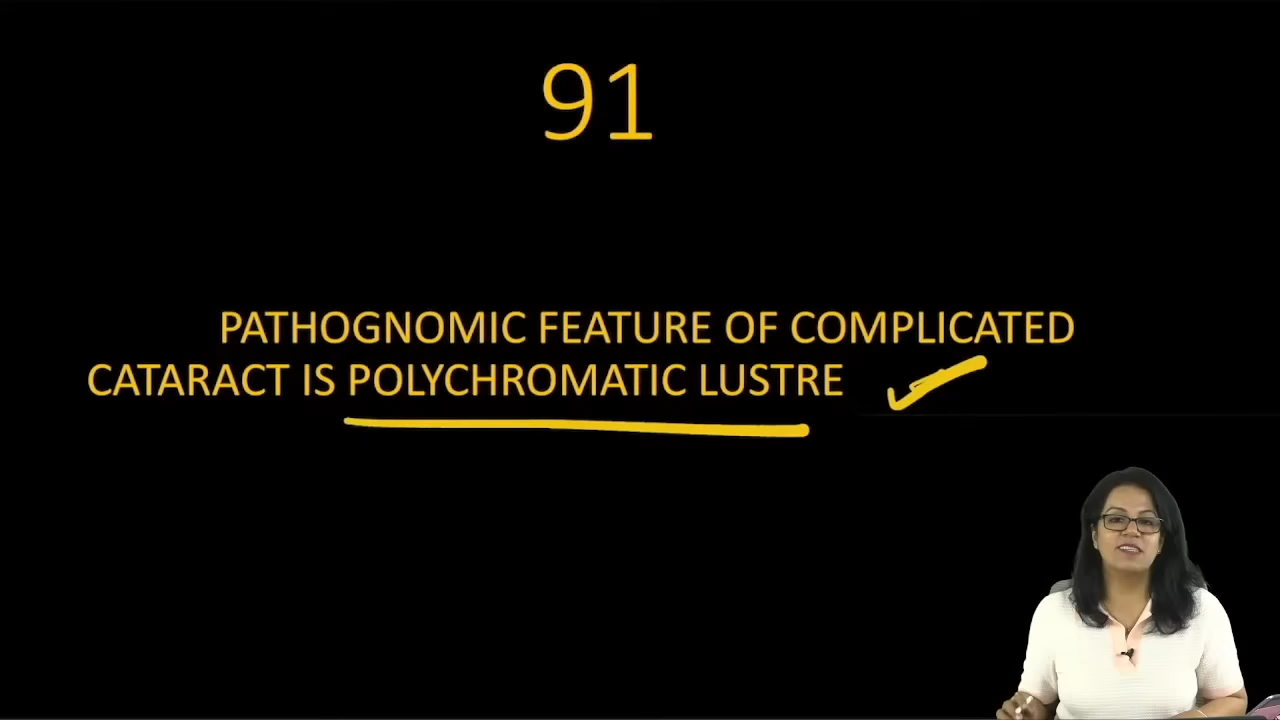 91
PATHOGNOMIC FEATURE OF COMPLICATED
CATARACT IS POLYCHROMATIC LUSTRE